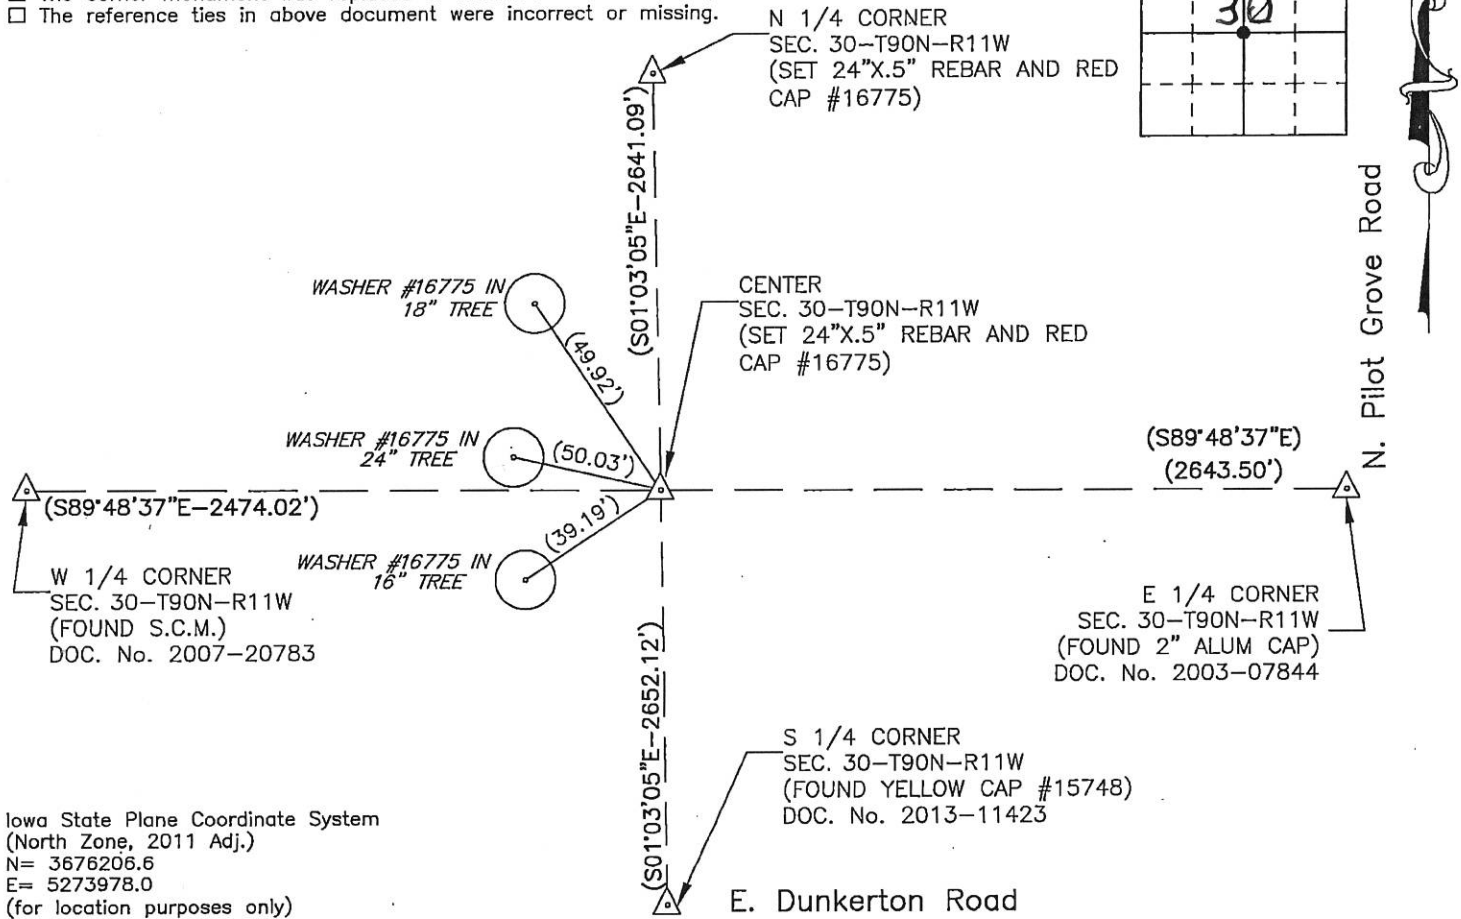 ☐ The reference ties in above document were incorrect or missing.
N 1/4 CORNER
SEC. 30-T90N-R11W
(SET 24"X.5" REBAR AND RED
CAP #16775)
30
(S01°03'05"E-2641.09')
N. Pilot Grove Road
WASHER #16775 IN
18" TREE
(49.92')
CENTER
SEC. 30-T90N-R11W
(SET 24"X.5" REBAR AND RED
CAP #16775)
WASHER #16775 IN
24" TREE
(50.03')
(S89°48'37"E)
(2643.50')
(S89°48'37"E-2474.02')
(39.19')
WASHER #16775 IN
16" TREE
W 1/4 CORNER
SEC. 30-T90N-R11W
(FOUND S.C.M.)
DOC. No. 2007-20783
E 1/4 CORNER
SEC. 30-T90N-R11W
(FOUND 2" ALUM CAP)
DOC. No. 2003-07844
(S01°03'05"E-2652.12')
S 1/4 CORNER
SEC. 30-T90N-R11W
(FOUND YELLOW CAP #15748)
DOC. No. 2013-11423
Iowa State Plane Coordinate System
(North Zone, 2011 Adj.)
N= 3676206.6
E= 5273978.0
(for location purposes only)
E. Dunkerton Road